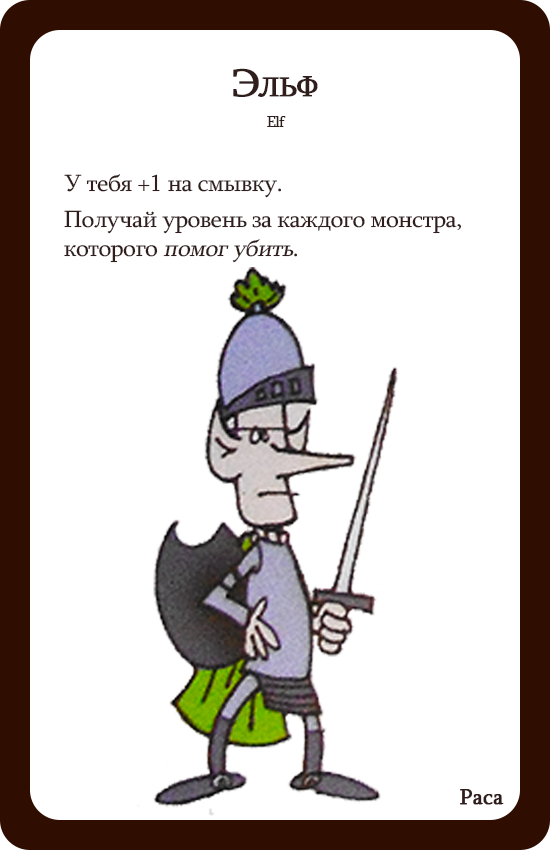 Эльф
Elf
У тебя +1 на смывку.
Получай уровень за каждого монстра,
которого помог убить.
Раса